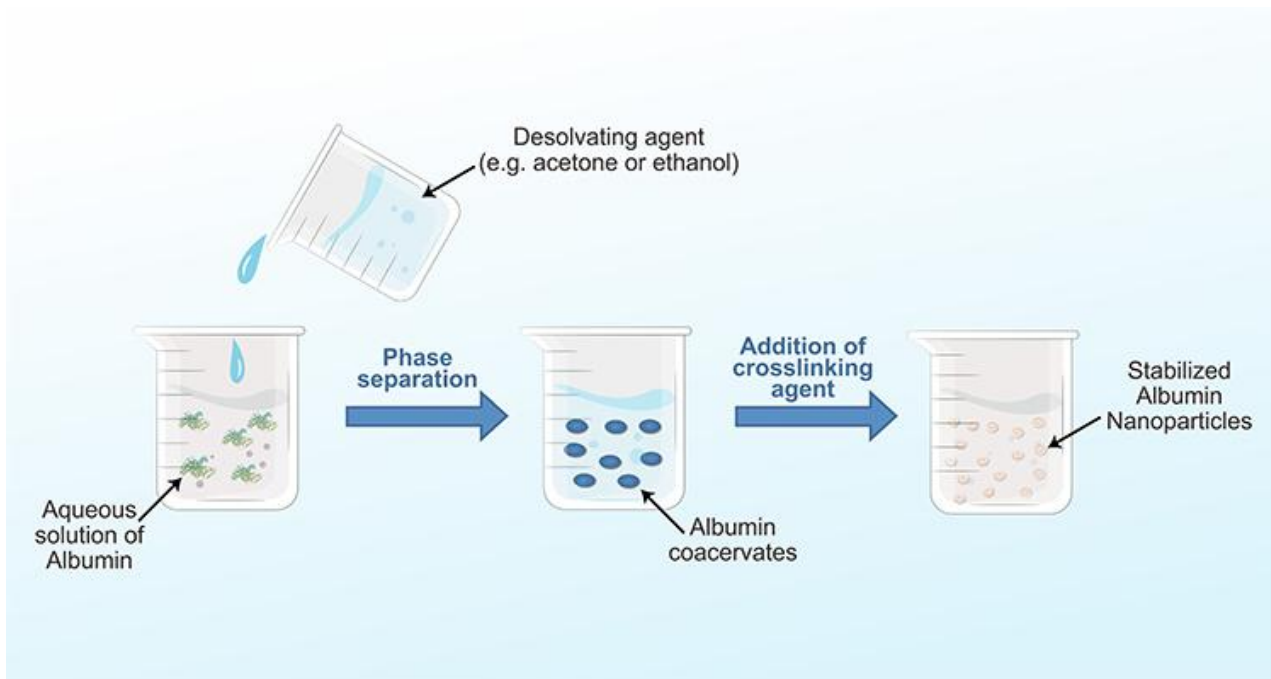 Desolvating agent
(e.g. acetone or ethanol)
Phase
separation
Addition of
crosslinking
agent
Stabilized
Albumin
Nanoparticles
Aqueous
solution of
Albumin
Albumin
coacervates